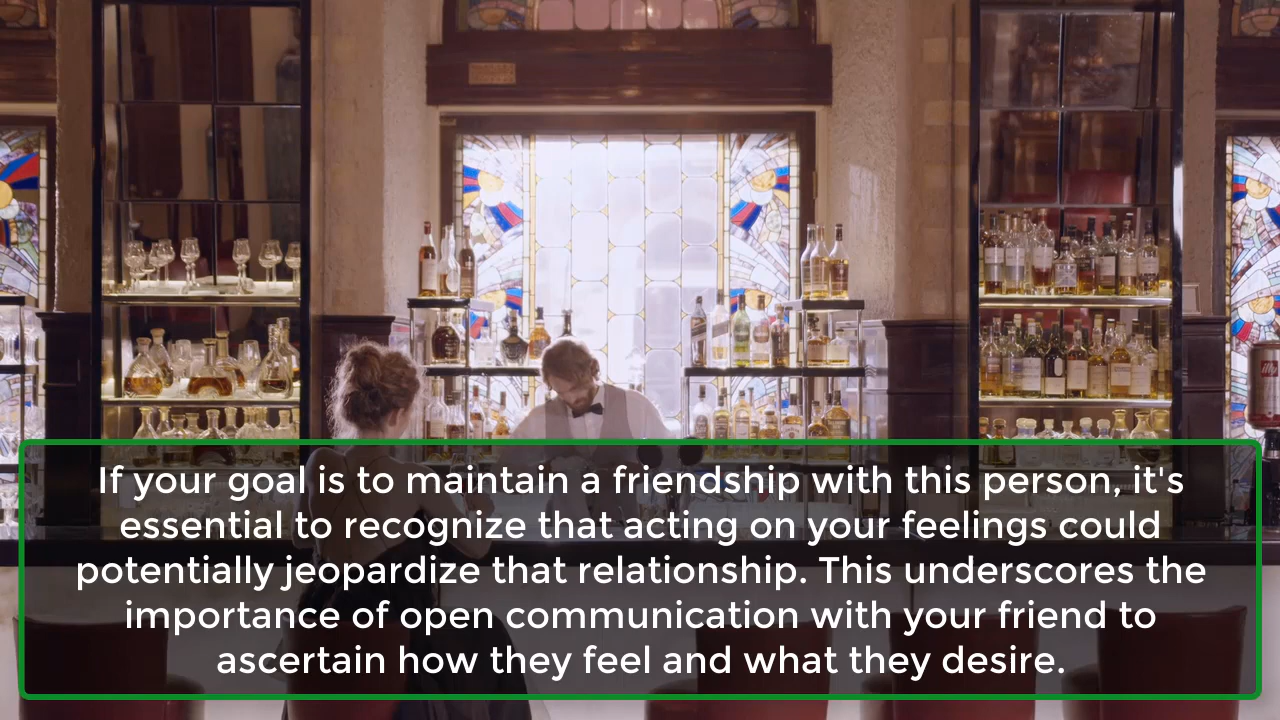 If your goal is to maintain a friendship with this person, it's
essential to recognize that acting on your feelings could
potentially jeopardize that relationship. This underscores the
importance of open communication with your friend to
ascertain how they feel and what they desire.
illy